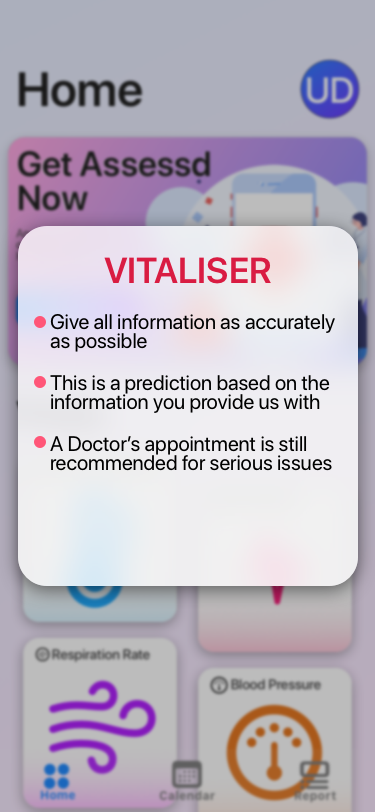 Home
UD
Get Assessd
Now
VITALISER
Give all information as accurately
as possible
This is a prediction based on the
information you provide us with
A Doctor's appointment is still
recommended for serious issues
Respiration Rate
Blood Pressure
Home
Calendar
Report